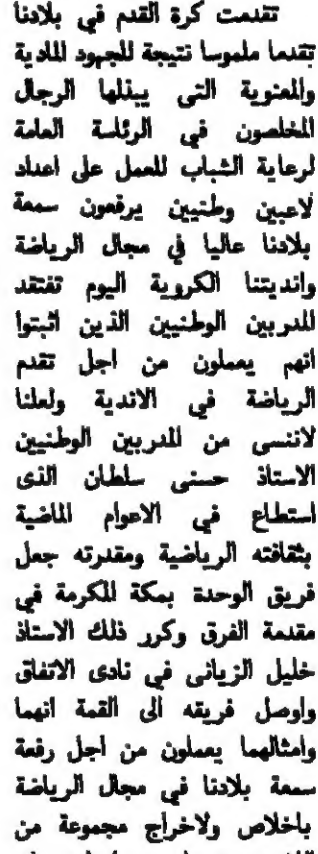 تتقدمت كرة القدم في بلادنا
تقدما ملموسا نتيجة للجهود المادية
والمعنوية التى يبذلها الرجال
المخلصون في الرئاسة العامة
لرعاية الشباب للعمل على اعداد
لاعبين وطنيين يرفعون سمعة
بلادنا عاليا في مجال الرياضة
وانديتنا الكروية اليوم تفتقد
للمدربين الوطنيين الذين اثبتوا
انهم يعملون من اجل تقدم
الرياضة في الاندية ولعلنا
لاننسى من المدربين الوطنيين
الاستاذ حسنى سلطان الذى
استطاع في الاعوام الماضية
بثقافته الرياضية ومقدرته جعل
فريق الوحدة بمكة المكرمة في
مقدمة الفرق وكرر ذلك الاستاذ
خليل الزيانى في نادى الاتفاق
واوصل فريقه الى القمة انهما
وامثالهما يعملون من اجل رفعة
سمعة بلادنا في مجال الرياضة
باخلاص ولاخراج مجموعة من